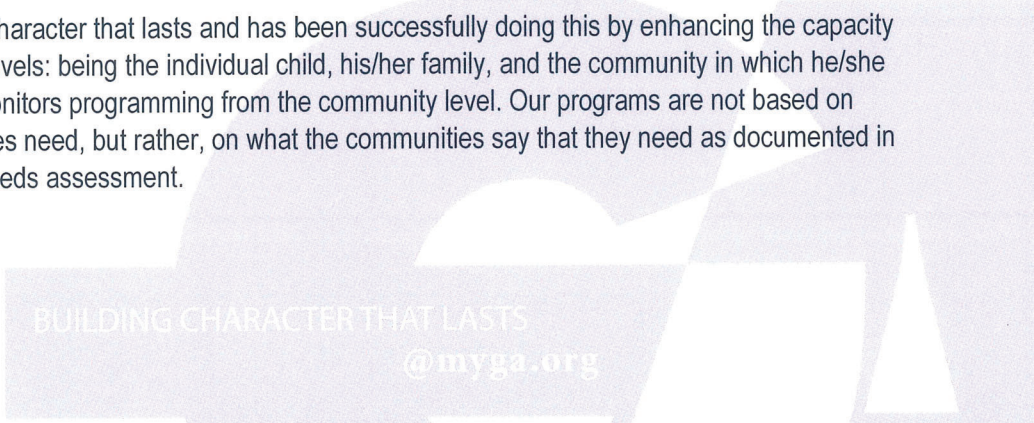 haracter that lasts and has been successfully doing this by enhancing the capacity
vels: being the individual child, his/her family, and the community in which he/she
onitors programming from the community level. Our programs are not based on
es need, but rather, on what the communities say that they need as documented in
eds assessment.
BUILDING CHARACTER THAT LASTS
@myga.org